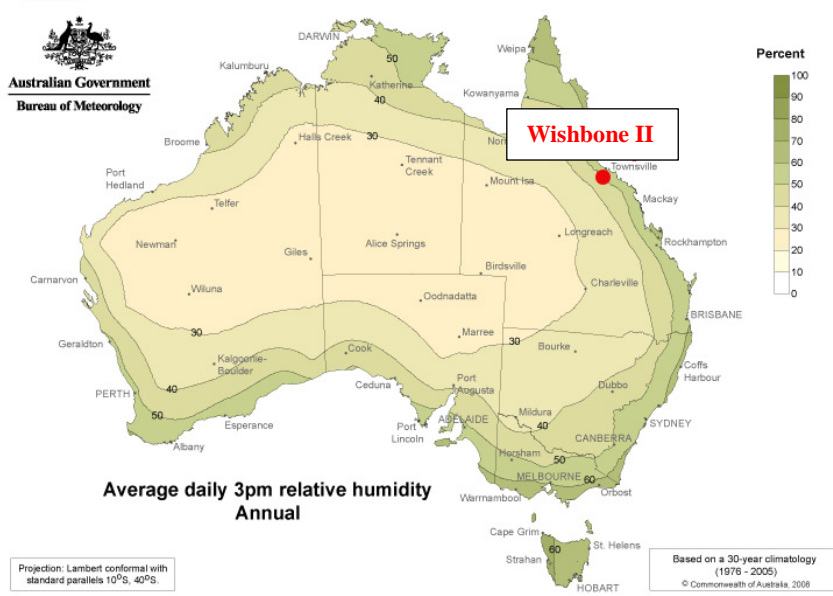 Australian Government
Bureau of Meteorology
DARWIN
50
Weipa
Percent
Kalumburu
Katherine
Kowanyama
100
90
80
70
60
50
40
30
20
10
0
40
Wishbone II
Broome
Halls Creek
30
Nor
Townsville
Tennant
Creek
Port
Hedland
Mount Isa
Mackay
Telfer
Newman
Alice Springs
Longreach
Rockhampton
Giles
Birdsville
Carnarvon
Wiluna
Oodnadatta
Charleville
BRISBANE
30
Marree
30
Geraldton
Cook
Bourke
Kalgoorlie-
Boulder
Coffs
Harbour
PERTH
40
Ceduna
Port
Augusta
Dubbo
50
Esperance
Port
Lincoln
ADELAIDE
Mildura
40
SYDNEY
CANBERRA
Albany
Horsham
50
MELBOURNE
60
Orbost
Warrnambool
Average daily 3pm relative humidity
Annual
Cape Grim
60
St. Helens
Strahan
HOBART
Projection: Lambert conformal with
standard parallels 10ºS, 40ºS.
Based on a 30-year climatology
(1976 - 2005)
© Commonwealth of Australia, 2008